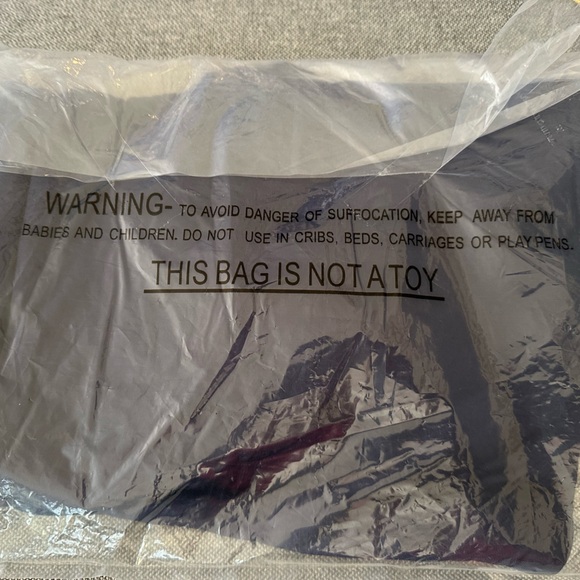 WARNING- TO AVOID DANGER OF SUFFOCATION, KEEP AWAY FROM
BABIES AND CHILDREN. DO NOT USE IN CRIBS, BEDS, CARRIAGES OR PLAY PENS.
THIS BAG IS NOT A TOY